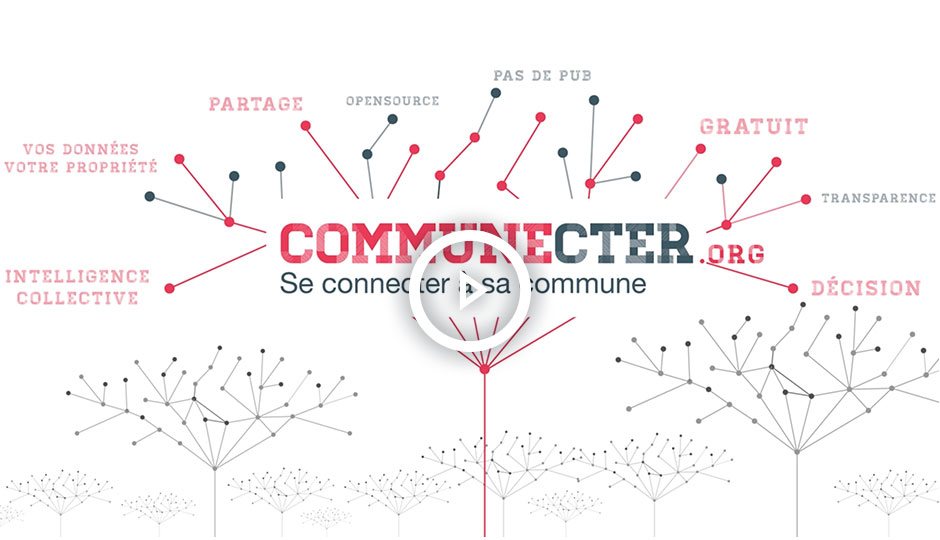 PAS DE PUB
PARTAGE
OPENSOURCE
GRATUIT
VOS DONNÉES
VOTRE PROPRIÉTÉ
TRANSPARENCE
COMMUNECTER.ORG
Se connecter à sa commune
INTELLIGENCE
COLLECTIVE
DÉCISION